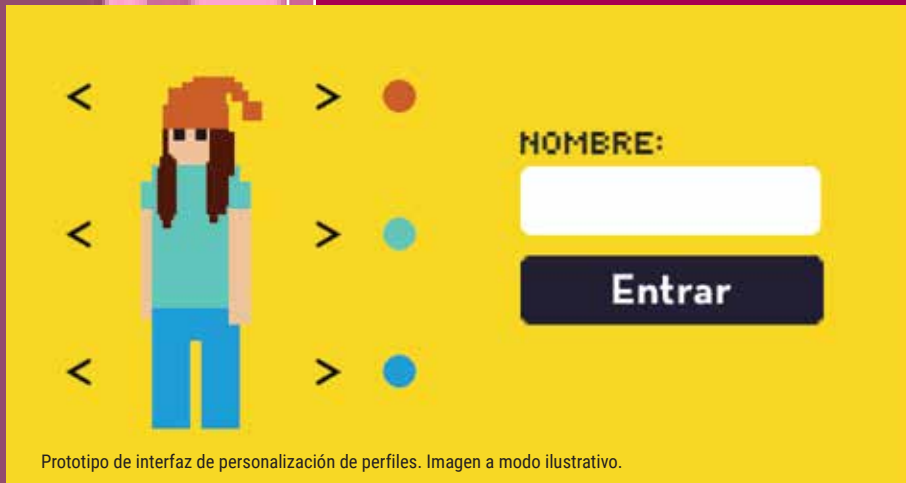 < >
NOMBRE:
< >
Entrar
< >
Prototipo de interfaz de personalización de perfiles. Imagen a modo ilustrativo.